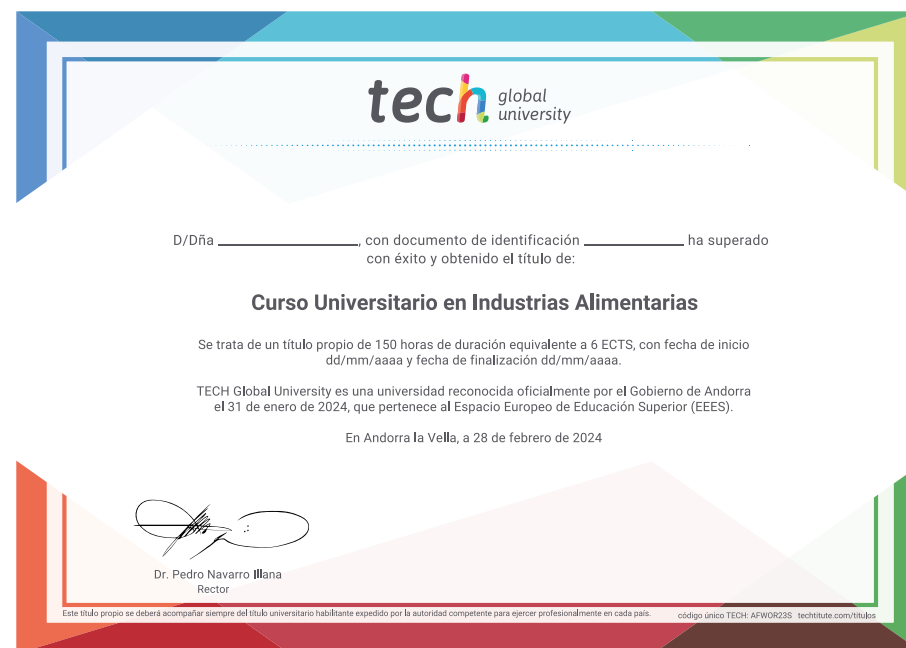 tech global
university
D/Dña ____________________, con documento de identificación ______________ ha superado
con éxito y obtenido el título de:
Curso Universitario en Industrias Alimentarias
Se trata de un título propio de 150 horas de duración equivalente a 6 ECTS, con fecha de inicio
dd/mm/aaaa y fecha de finalización dd/mm/aaaa.
TECH Global University es una universidad reconocida oficialmente por el Gobierno de Andorra
el 31 de enero de 2024, que pertenece al Espacio Europeo de Educación Superior (EEES).
En Andorra la Vella, a 28 de febrero de 2024
Dr. Pedro Navarro Illana
Rector
Este título propio se deberá acompañar siempre del título universitario habilitante expedido por la autoridad competente para ejercer profesionalmente en cada país.
código único TECH: AFWOR23S techtitute.com/titulos